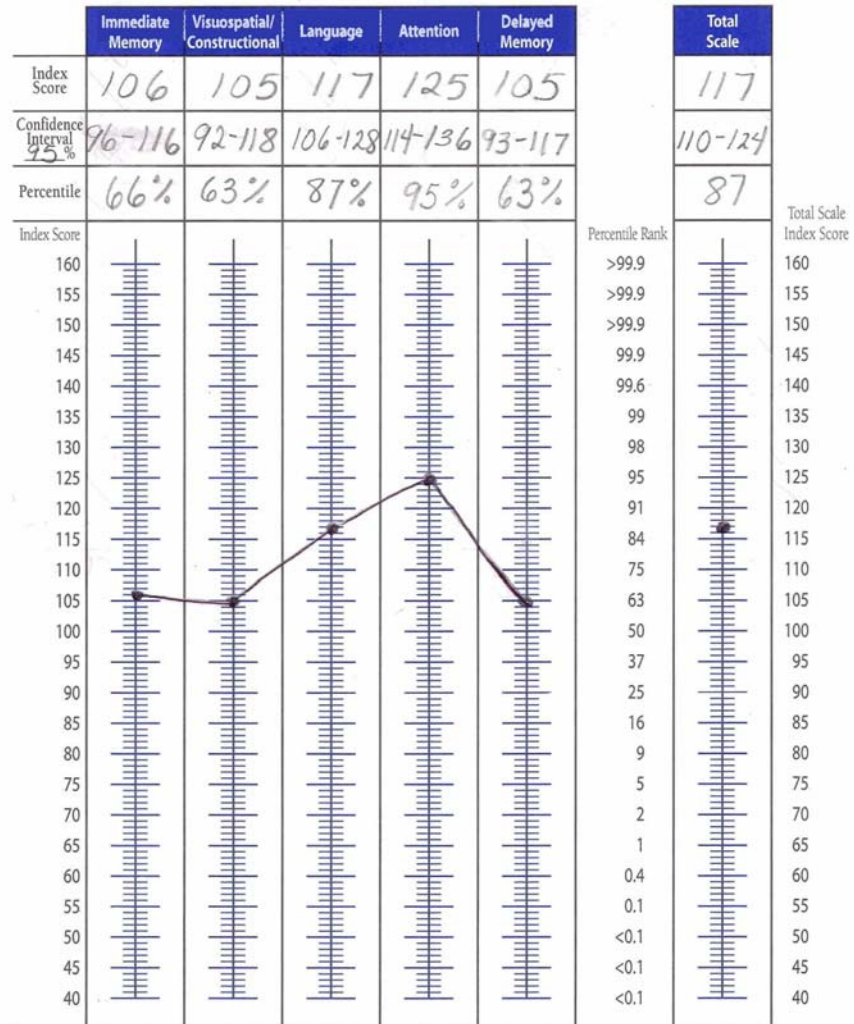 Immediate Memory Visuospatial/ Constructional Language Attention Delayed Memory Total Scale
Index Score 106 105 117 125 105 117
Confidence Interval 95 % 96-116 92-118 106-128 114-136 93-117 110-124
Percentile 66% 63% 87% 95% 63% 87
Index Score Percentile Rank Total Scale Index Score
160 >99.9 160
155 >99.9 155
150 >99.9 150
145 99.9 145
140 99.6 140
135 99 135
130 98 130
125 95 125
120 91 120
115 84 115
110 75 110
105 63 105
100 50 100
95 37 95
90 25 90
85 16 85
80 9 80
75 5 75
70 2 70
65 1 65
60 0.4 60
55 0.1 55
50 <0.1 50
45 <0.1 45
40 <0.1 40